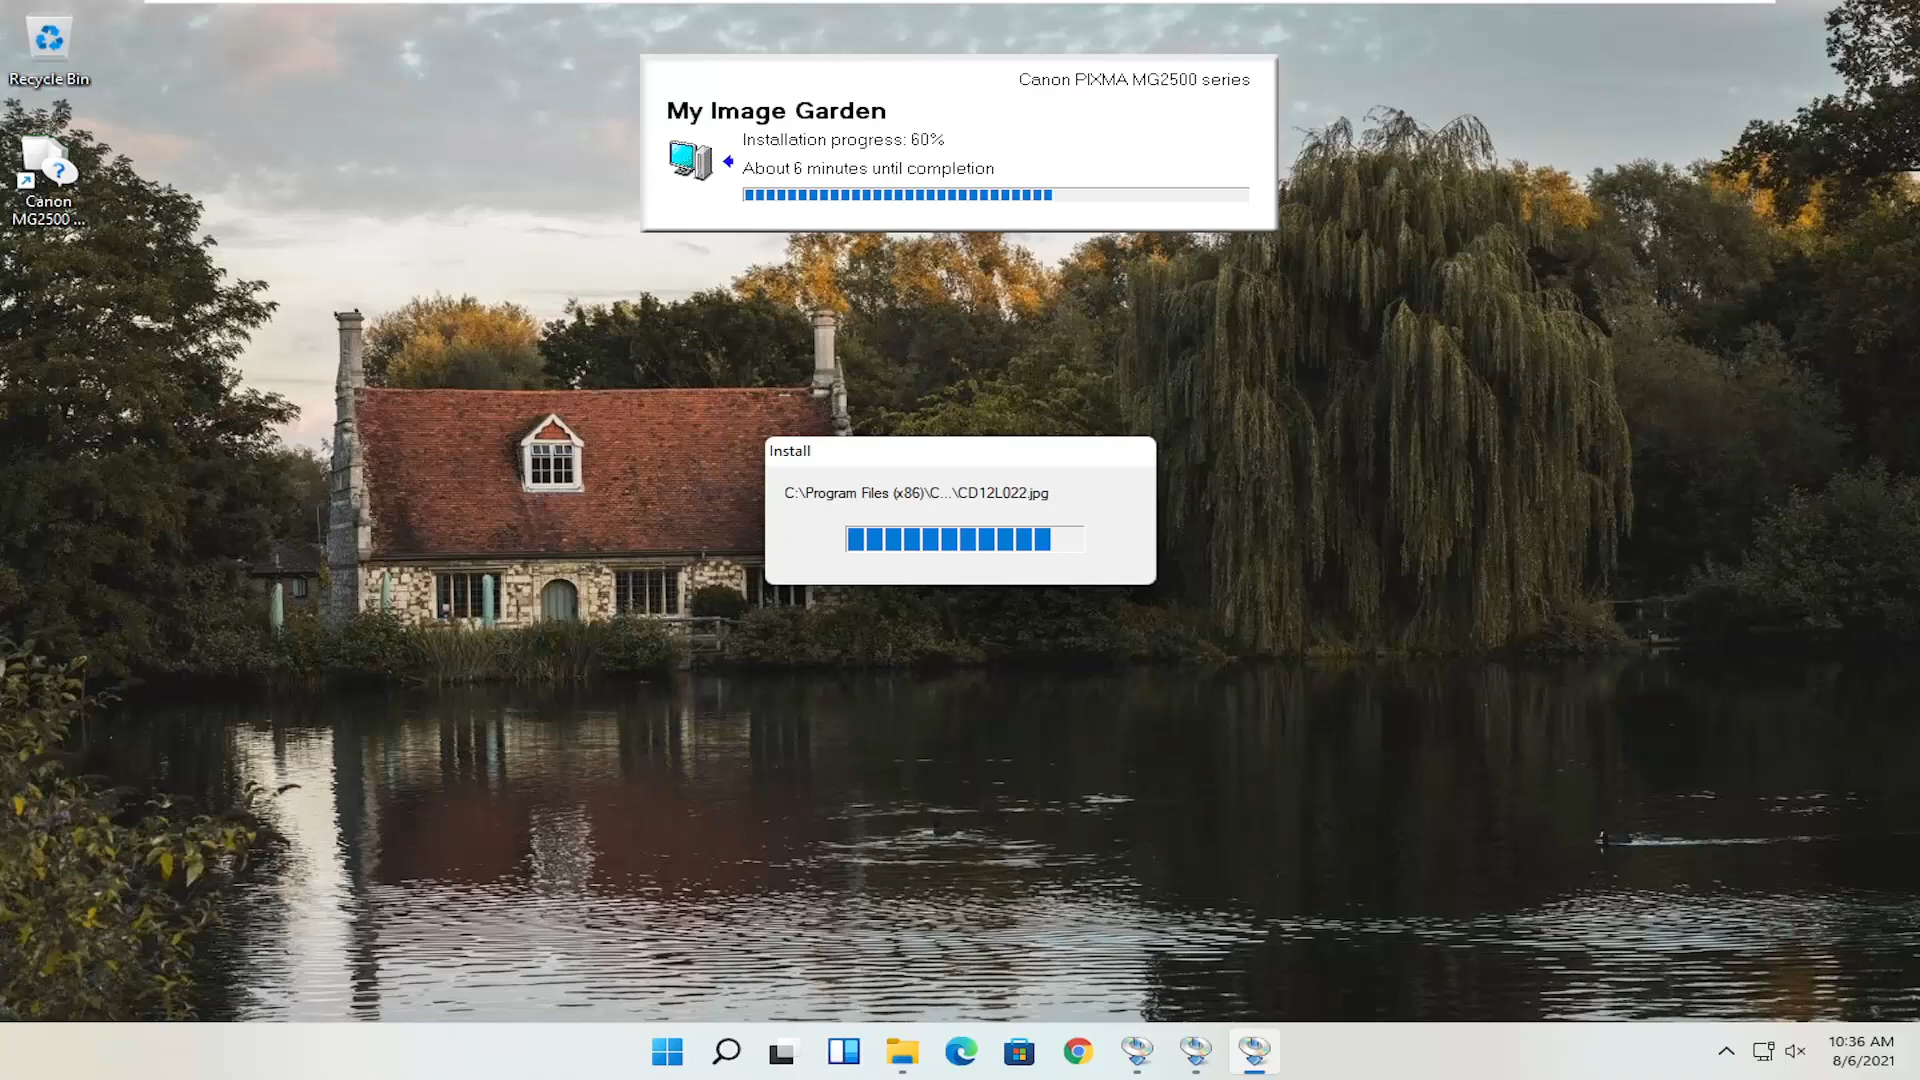 Recycle Bin
Canon
MG2500 ...
Canon PIXMA MG2500 series
My Image Garden
Installation progress: 60%
About 6 minutes until completion
Install
C:\Program Files (x86)\C...\CD12L022.jpg
10:36 AM
8/6/2021